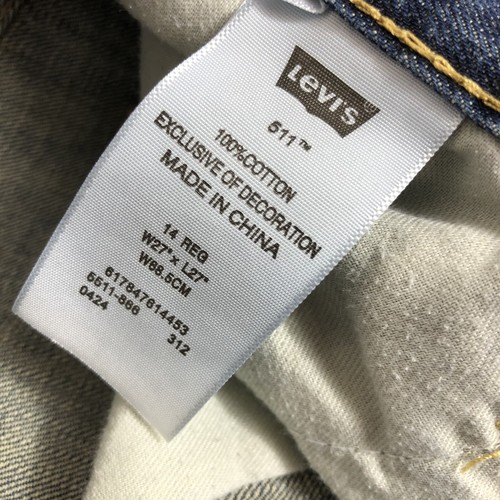 Levi's
511™
100%COTTON
EXCLUSIVE OF DECORATION
MADE IN CHINA
14 REG
W27" x L27"
W68.5CM
617847614453
5511-866 312
0424